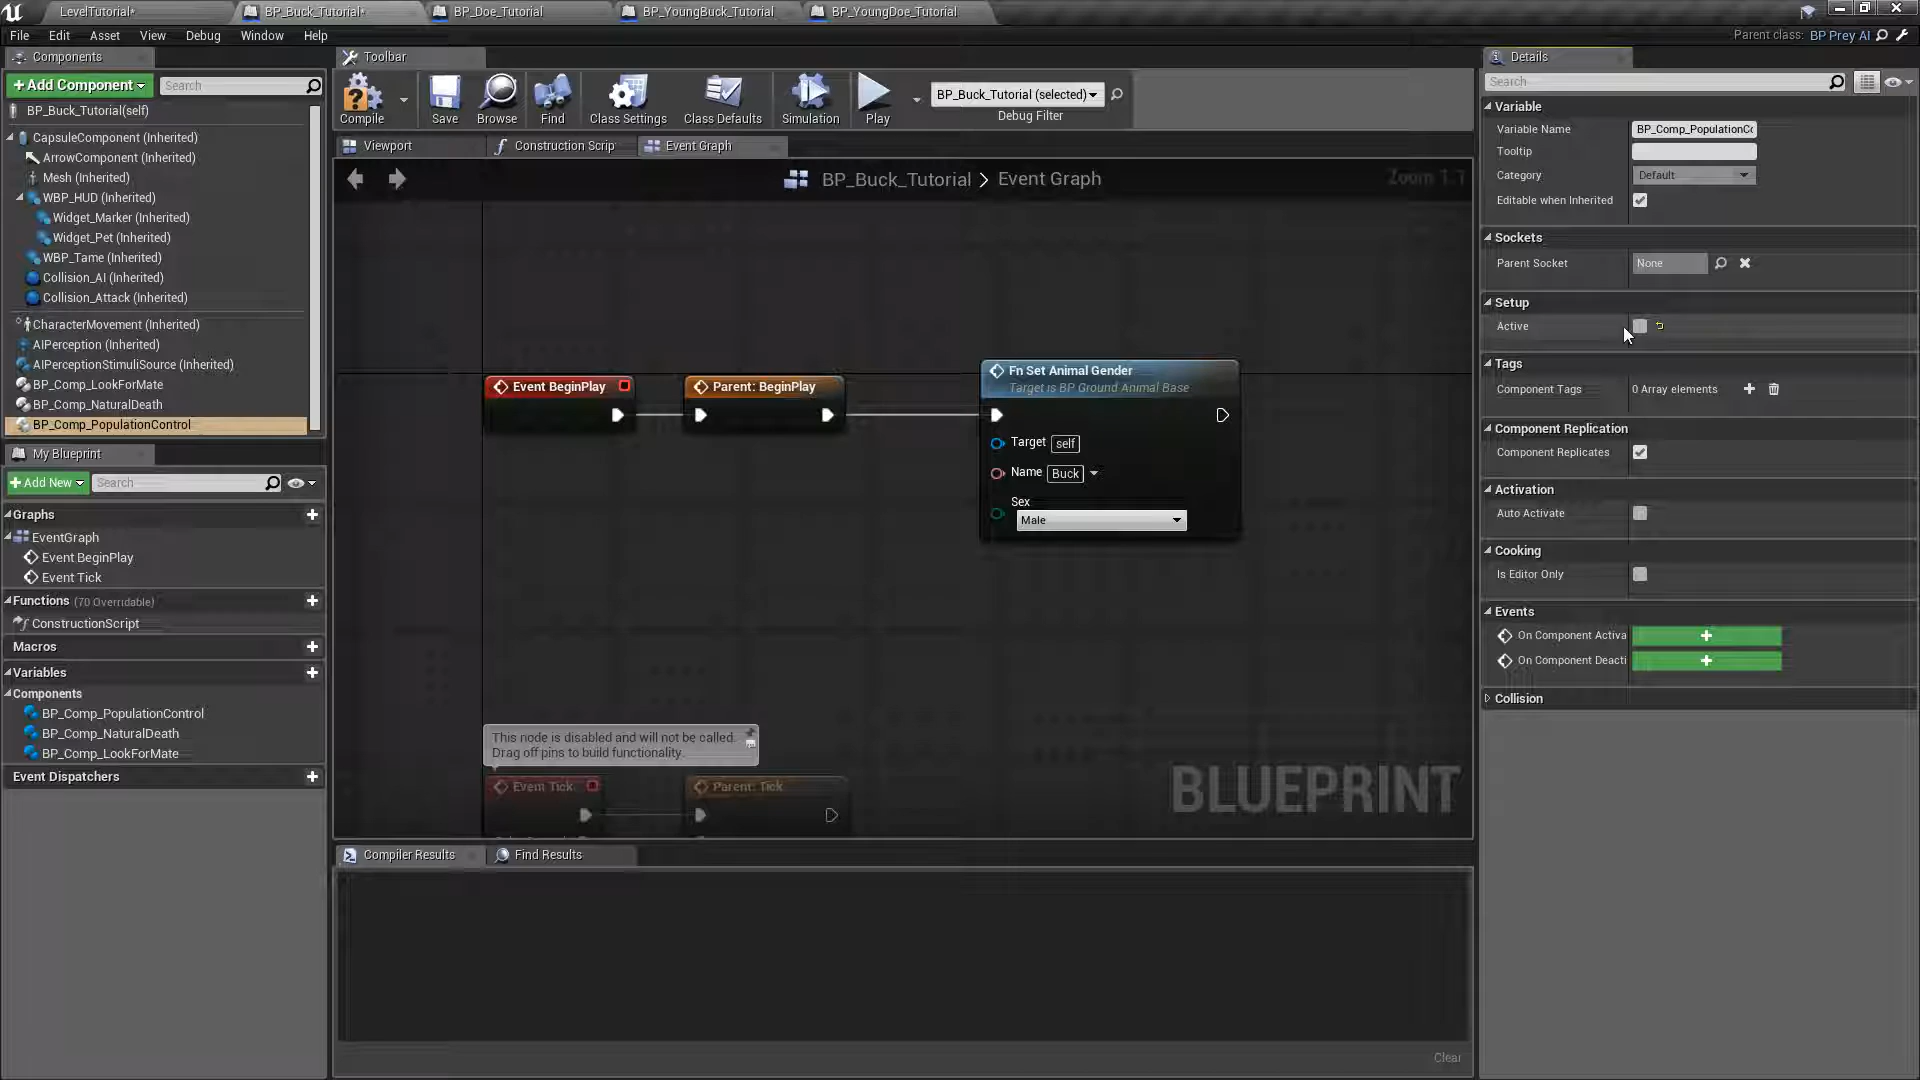 LevelTutorial*
BP_Buck_Tutorial*
BP_Doe_Tutorial
BP_YoungBuck_Tutorial
BP_YoungDoe_Tutorial
File Edit Asset View Debug Window Help
Parent class: BP Prey AI
Components
+Add Component
Search
BP_Buck_Tutorial(self)
CapsuleComponent (Inherited)
ArrowComponent (Inherited)
Mesh (Inherited)
WBP_HUD (Inherited)
Widget_Marker (Inherited)
Widget_Pet (Inherited)
WBP_Tame (Inherited)
Collision_AI (Inherited)
Collision_Attack (Inherited)
CharacterMovement (Inherited)
AIPerception (Inherited)
AIPerceptionStimuliSource (Inherited)
BP_Comp_LookForMate
BP_Comp_NaturalDeath
BP_Comp_PopulationControl
My Blueprint
+Add New
Search
Graphs
EventGraph
Event BeginPlay
Event Tick
Functions (70 Overridable)
ConstructionScript
Macros
Variables
Components
BP_Comp_PopulationControl
BP_Comp_NaturalDeath
BP_Comp_LookForMate
Event Dispatchers
Toolbar
Compile
Save
Browse
Find
Class Settings
Class Defaults
Simulation
Play
BP_Buck_Tutorial (selected)
Debug Filter
Viewport
Construction Scrip
Event Graph
BP_Buck_Tutorial > Event Graph
Zoom 1:1
Event BeginPlay
Parent: BeginPlay
Fn Set Animal Gender
Target is BP Ground Animal Base
Target self
Name Buck
Sex
Male
This node is disabled and will not be called.
Drag off pins to build functionality.
Event Tick
Parent: Tick
BLUEPRINT
Compiler Results
Find Results
Clear
Details
Search
Variable
Variable Name BP_Comp_PopulationCo
Tooltip
Category Default
Editable when Inherited
Sockets
Parent Socket None
Setup
Active
Tags
Component Tags 0 Array elements
Component Replication
Component Replicates
Activation
Auto Activate
Cooking
Is Editor Only
Events
On Component Activa
On Component Deacti
Collision